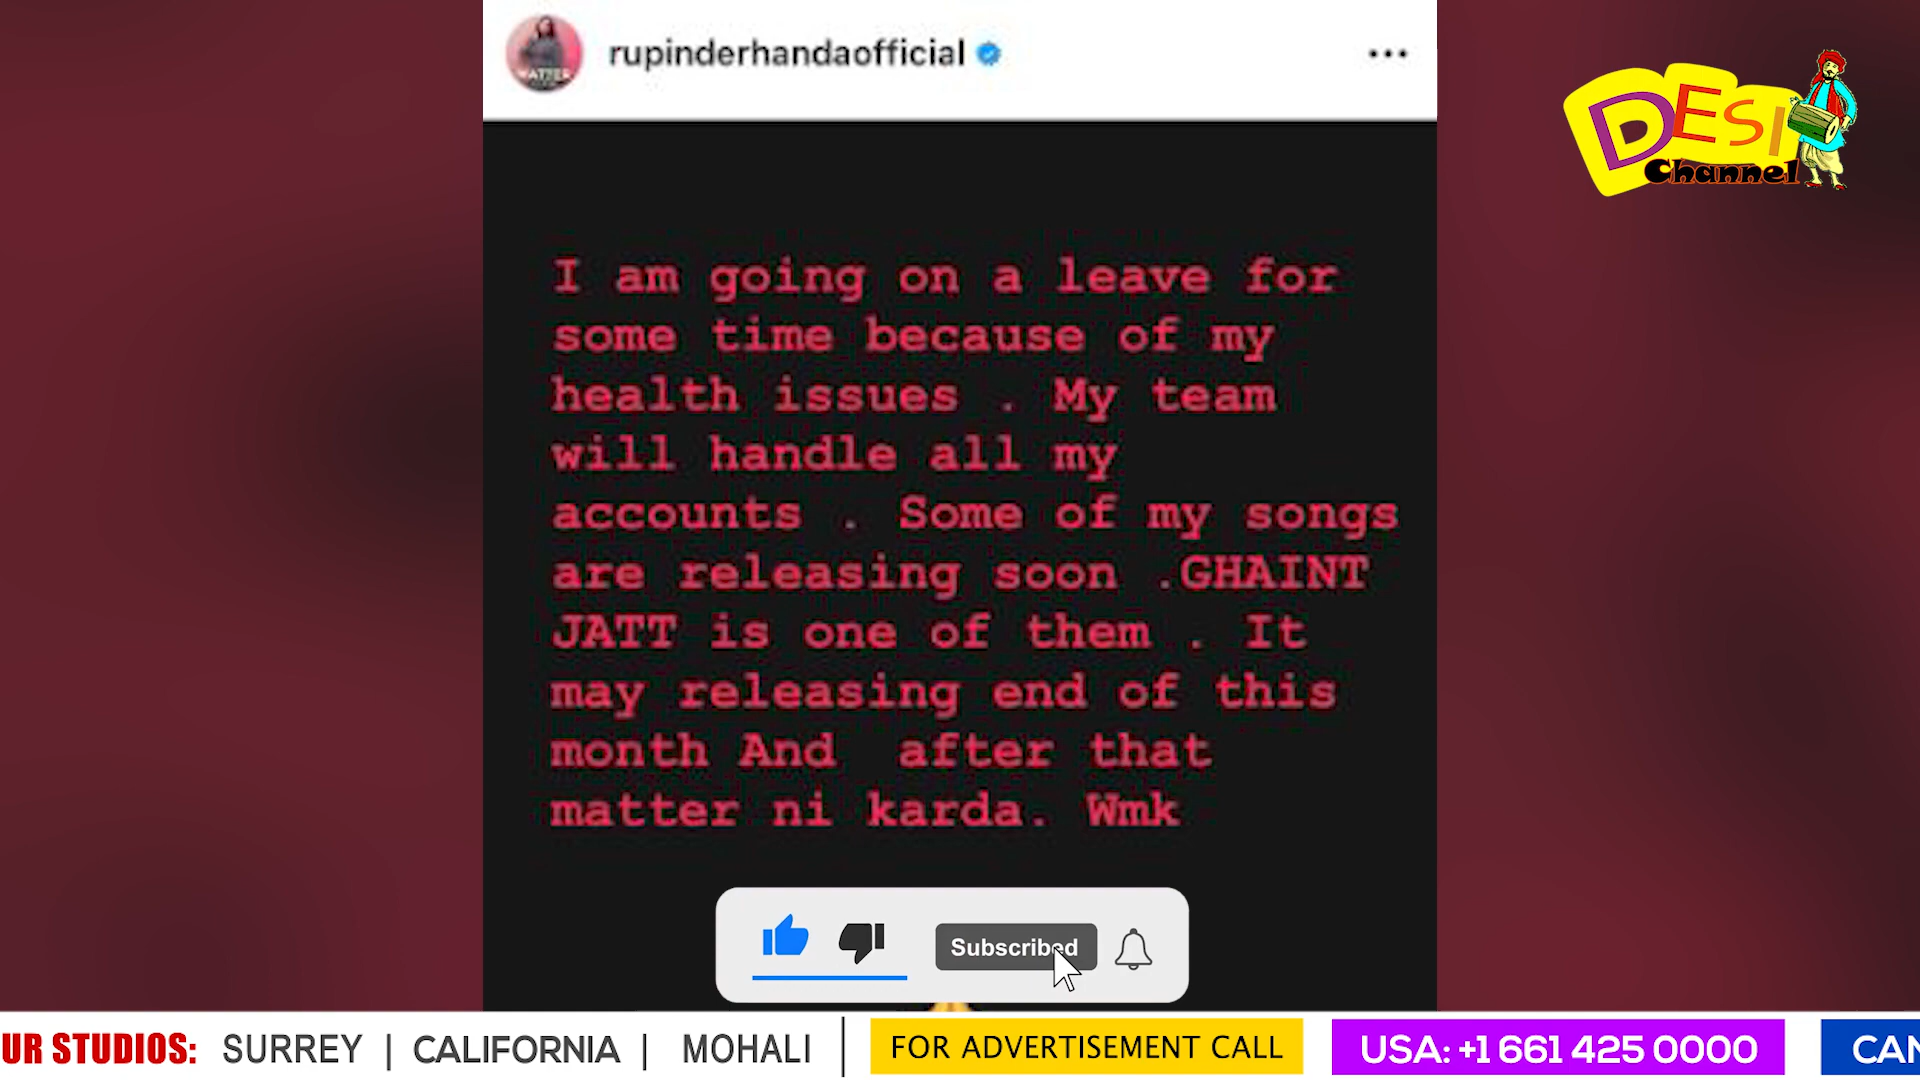 rupinderhandaofficial
DESI
Channel
I am going on a leave for
some time because of my
health issues . My team
will handle all my
accounts . Some of my songs
are releasing soon .GHAINT
JATT is one of them . It
may releasing end of this
month And after that
matter ni karda. Wmk
Subscribed
UR STUDIOS: SURREY | CALIFORNIA | MOHALI | FOR ADVERTISEMENT CALL USA: +1 661 425 0000 CAN